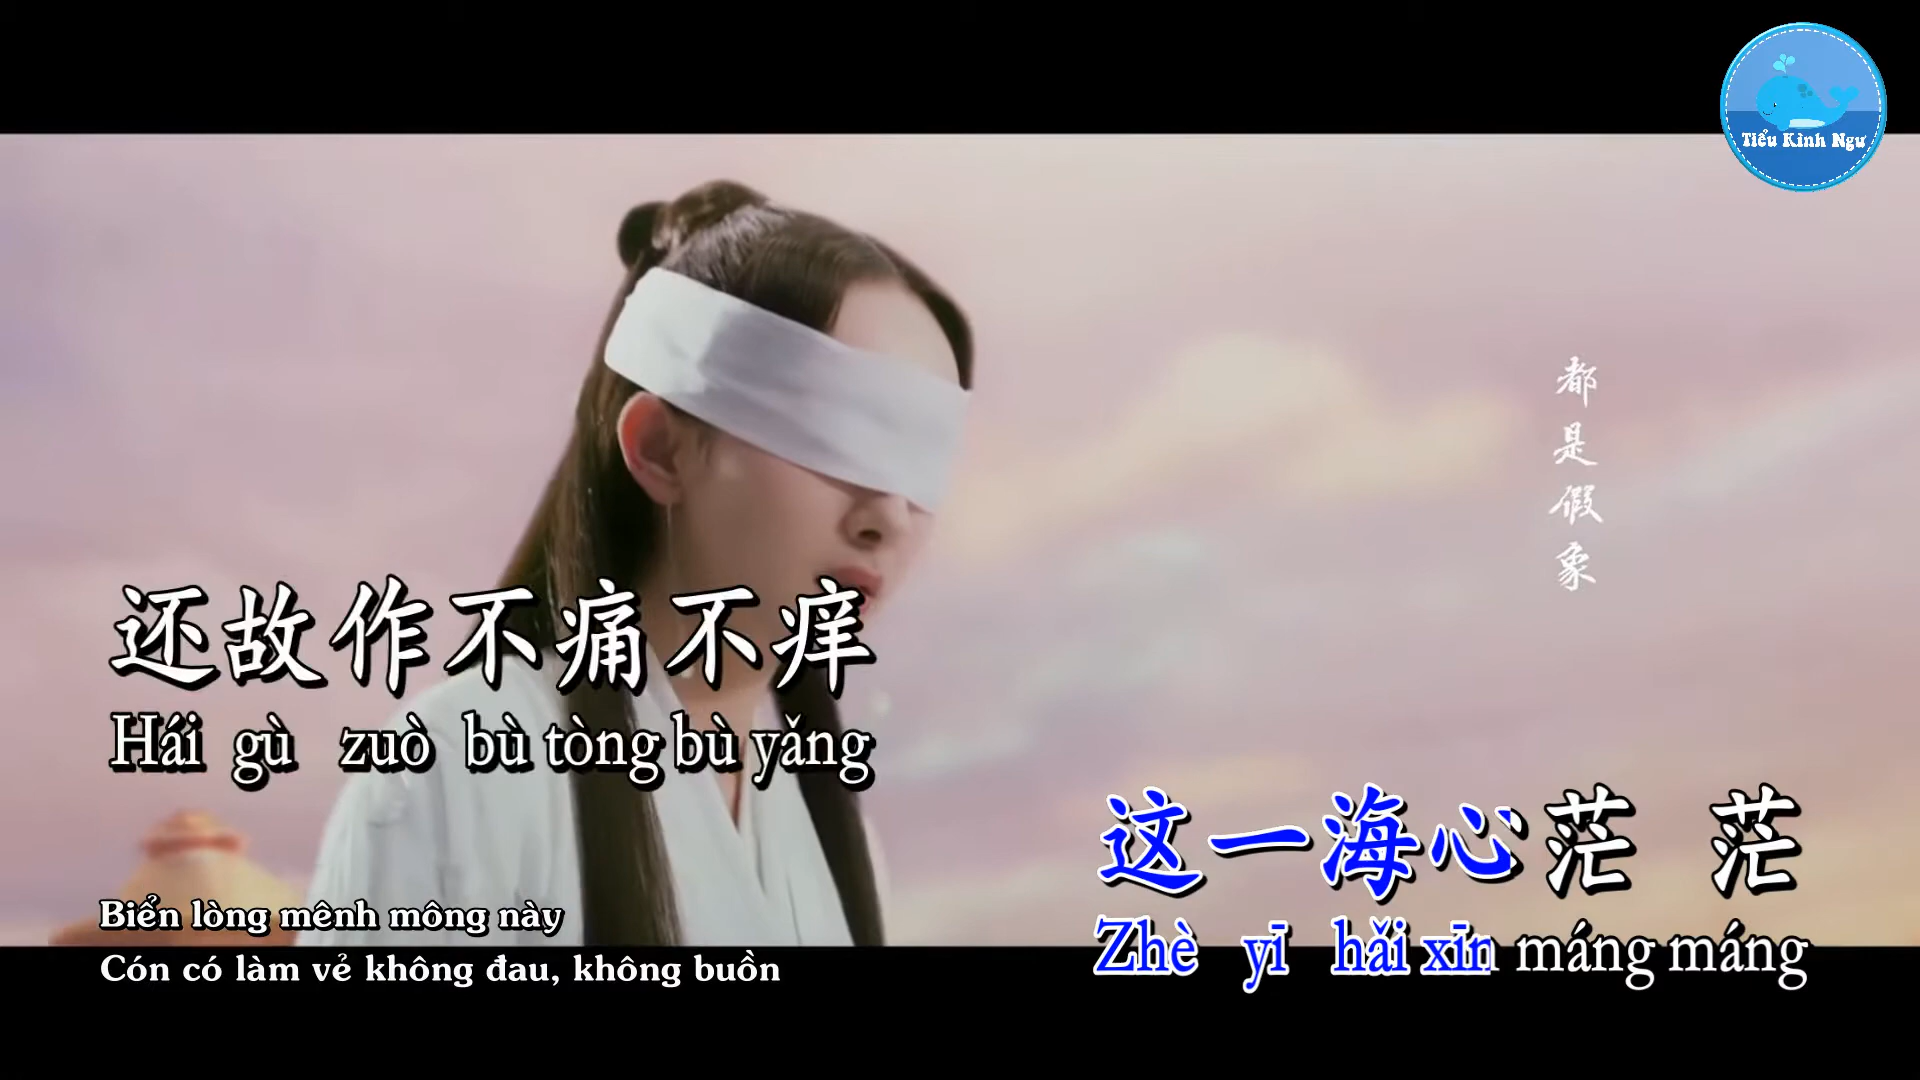 Tiểu Kình Ngư
都是假象
还故作不痛不痒
Hái gù zuò bù tòng bù yǎng
这一海心茫茫
Zhè yī hǎi xīn máng máng
Biển lòng mênh mông này
Cón có làm vẻ không đau, không buồn